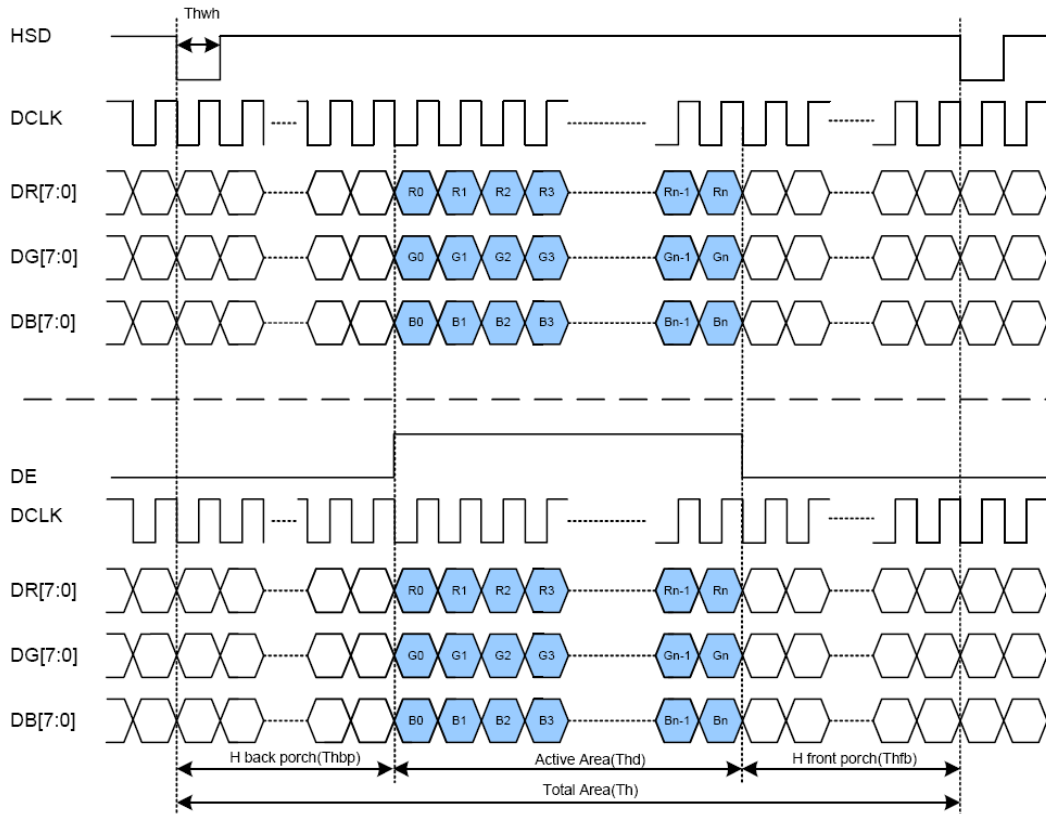 Thwh
HSD
DCLK
DR[7:0] R0 R1 R2 R3 Rn-1 Rn
DG[7:0] G0 G1 G2 G3 Gn-1 Gn
DB[7:0] B0 B1 B2 B3 Bn-1 Bn
DE
DCLK
DR[7:0] R0 R1 R2 R3 Rn-1 Rn
DG[7:0] G0 G1 G2 G3 Gn-1 Gn
DB[7:0] B0 B1 B2 B3 Bn-1 Bn
H back porch(Thbp) Active Area(Thd) H front porch(Thfb)
Total Area(Th)